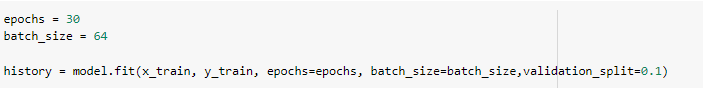 epochs = 30
batch_size = 64
history = model.fit(x_train, y_train, epochs=epochs, batch_size=batch_size,validation_split=0.1)